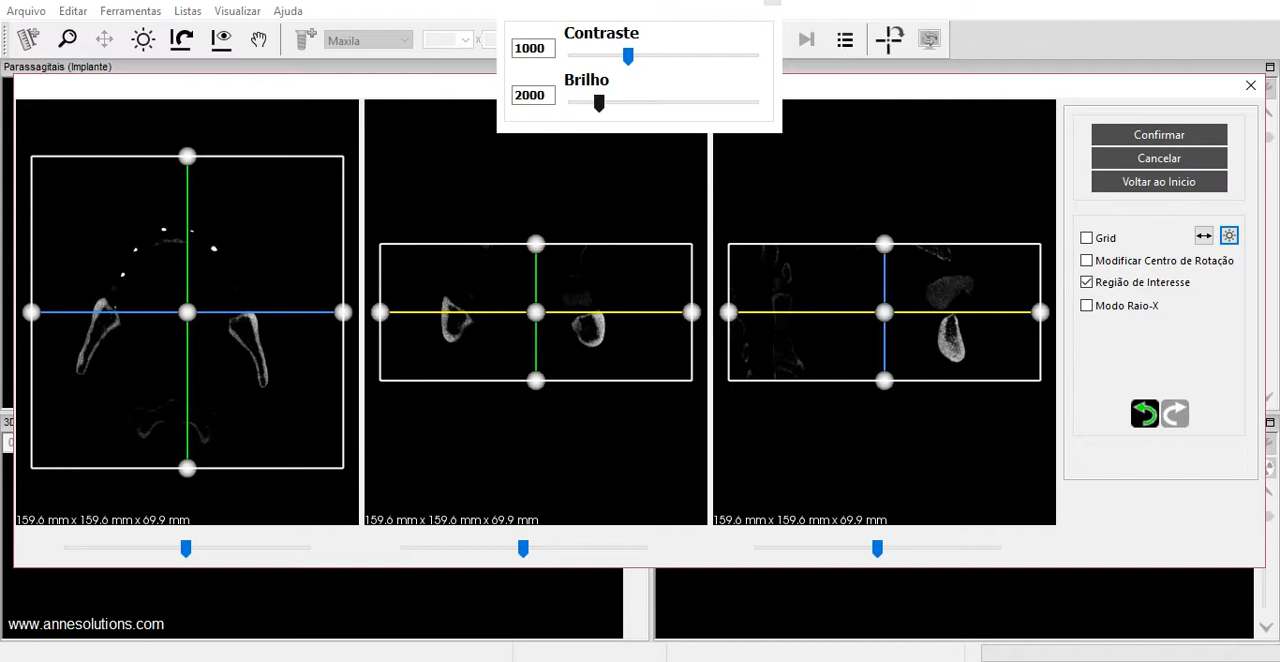 Arquivo Editar Ferramentas Listas Visualizar Ajuda
Contraste
1000
Maxila
Brilho
2000
Parassagitais (Implante)
Confirmar
Cancelar
Voltar ao Inicio
Grid
Modificar Centro de Rotação
Região de Interesse
Modo Raio-X
3D
159.6 mm x 159.6 mm x 69.9 mm
159.6 mm x 159.6 mm x 69.9 mm
159.6 mm x 159.6 mm x 69.9 mm
www.annesolutions.com